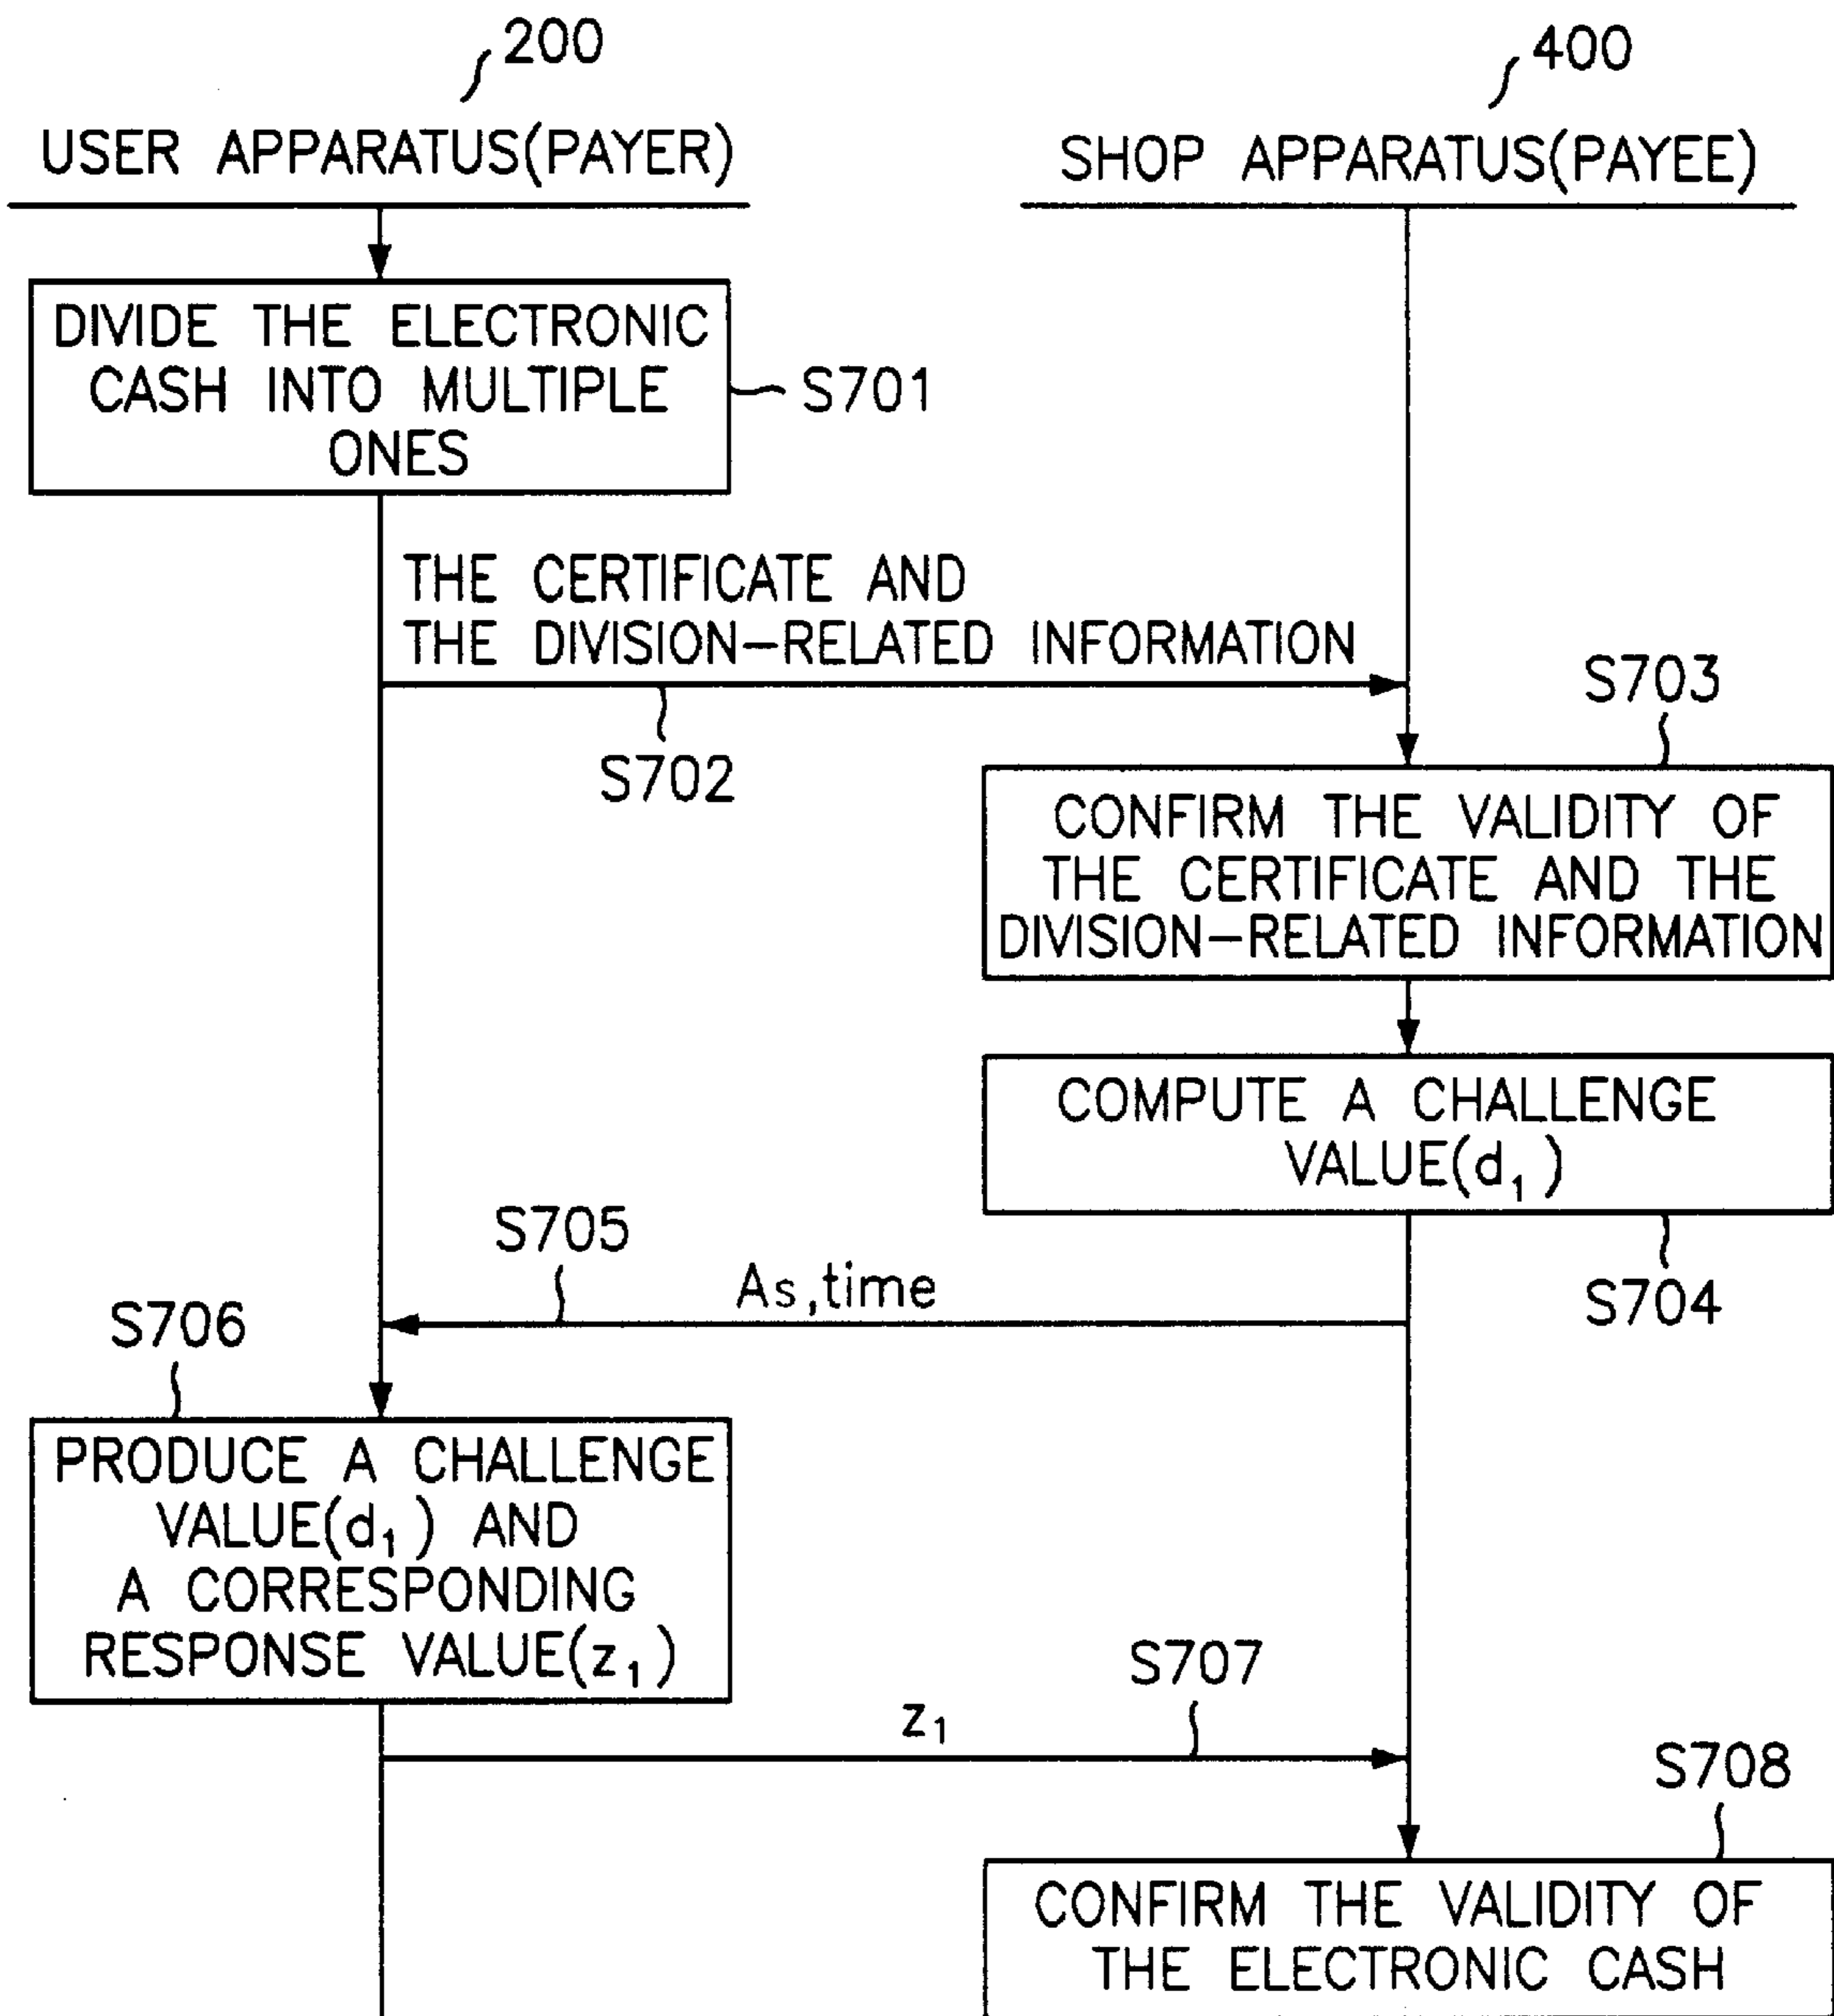 200
400
USER APPARATUS(PAYER)
SHOP APPARATUS(PAYEE)
DIVIDE THE ELECTRONIC
CASH INTO MULTIPLE
ONES
S701
THE CERTIFICATE AND
THE DIVISION-RELATED INFORMATION
S702
S703
CONFIRM THE VALIDITY OF
THE CERTIFICATE AND THE
DIVISION-RELATED INFORMATION
COMPUTE A CHALLENGE
VALUE(d₁)
S704
S705
As,time
S706
PRODUCE A CHALLENGE
VALUE(d₁) AND
A CORRESPONDING
RESPONSE VALUE(z₁)
S707
z₁
S708
CONFIRM THE VALIDITY OF
THE ELECTRONIC CASH